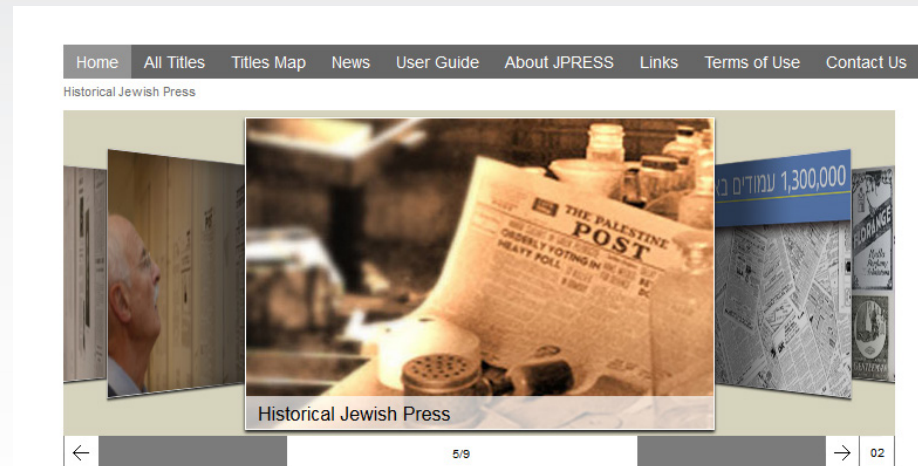 Home All Titles Titles Map News User Guide About JPRESS Links Terms of Use Contact Us
Historical Jewish Press
THE PALESTINE
POST
ORDERLY VOTING IN
HEAVY POLL
1,300,000 עמודים
FLORANGE
Historical Jewish Press
5/9
02